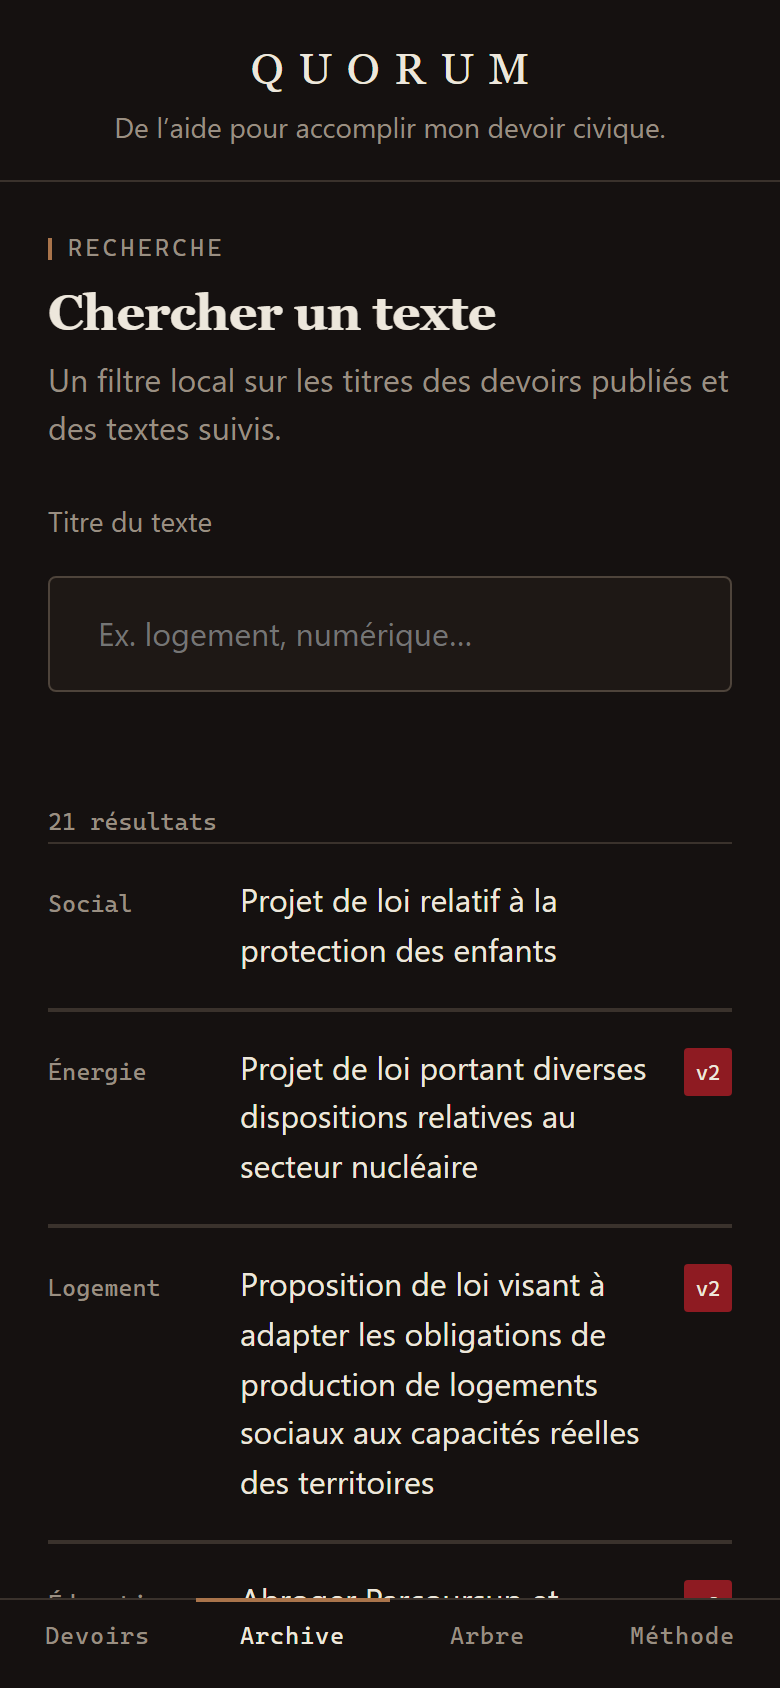 QUORUM
De l’aide pour accomplir mon devoir civique.
RECHERCHE
Chercher un texte
Un filtre local sur les titres des devoirs publiés et
des textes suivis.
Titre du texte
Ex. logement, numérique…
21 résultats
Social
Projet de loi relatif à la
protection des enfants
Énergie
Projet de loi portant diverses
dispositions relatives au
secteur nucléaire
v2
Logement
Proposition de loi visant à
adapter les obligations de
production de logements
sociaux aux capacités réelles
des territoires
v2
Abroger Parcoursup et
Devoirs
Archive
Arbre
Méthode